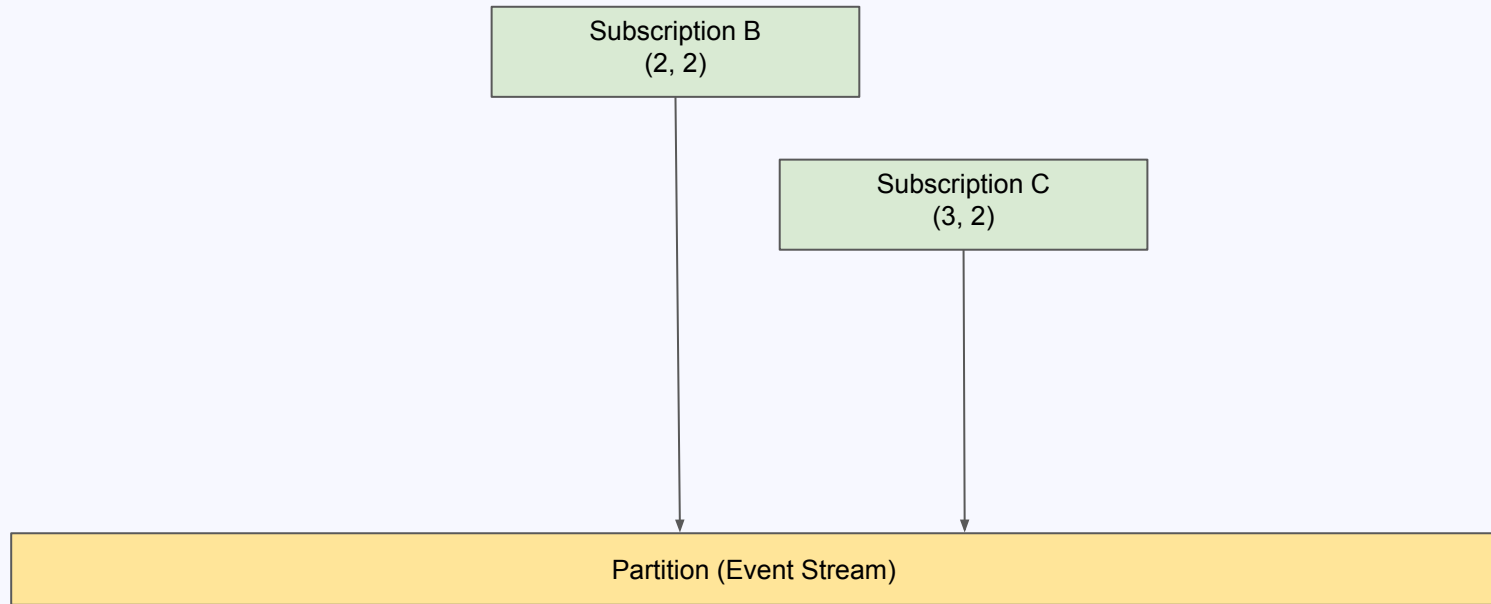 Subscription B
(2, 2)
Subscription C
(3, 2)
Partition (Event Stream)